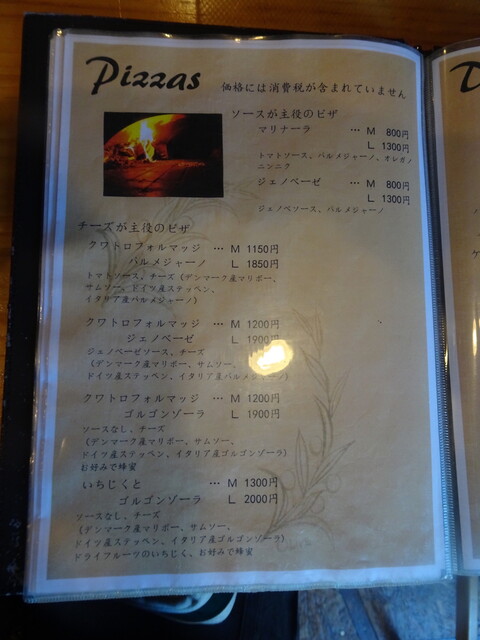 Pizzas
価格には消費税が含まれていません
ソースが主役のピザ
マリナーラ … M 800円
L 1300円
トマトソース、パルメジャーノ、オレガノ
ニンニク
ジェノベーゼ … M 800円
L 1300円
ジェノベソース、パルメジャーノ
チーズが主役のピザ
クワトロフォルマッジ … M 1150円
パルメジャーノ L 1850円
トマトソース、チーズ（デンマーク産マリボー、
サムソー、ドイツ産ステッペン、
イタリア産パルメジャーノ）
クワトロフォルマッジ … M 1200円
ジェノベーゼ L 1900円
ジェノベーゼソース、チーズ
（デンマーク産マリボー、サムソー、
ドイツ産ステッペン、イタリア産パルメジャーノ）
クワトロフォルマッジ … M 1200円
ゴルゴンゾーラ L 1900円
ソースなし、チーズ
（デンマーク産マリボー、サムソー、
ドイツ産ステッペン、イタリア産ゴルゴンゾーラ）
お好みで蜂蜜
いちじくと … M 1300円
ゴルゴンゾーラ L 2000円
ソースなし、チーズ
（デンマーク産マリボー、サムソー、
ドイツ産ステッペン、イタリア産ゴルゴンゾーラ）
ドライフルーツのいちじく、お好みで蜂蜜